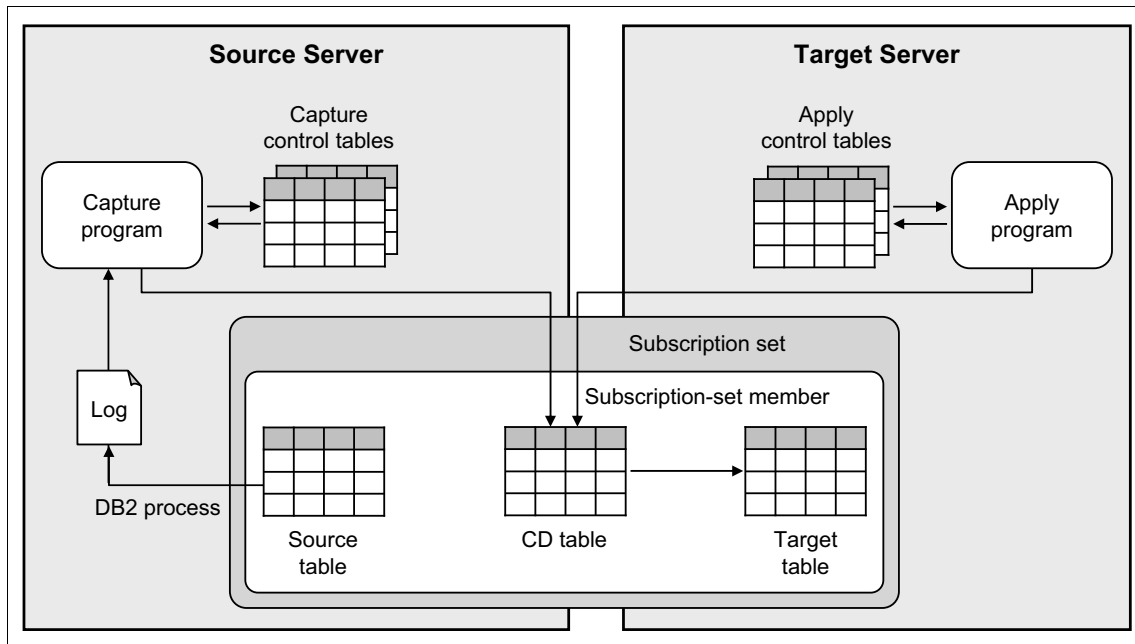 Source Server
Target Server
Capture
control tables
Apply
control tables
Capture
program
Apply
program
Subscription set
Subscription-set member
Log
DB2 process
Source
table
CD table
Target
table